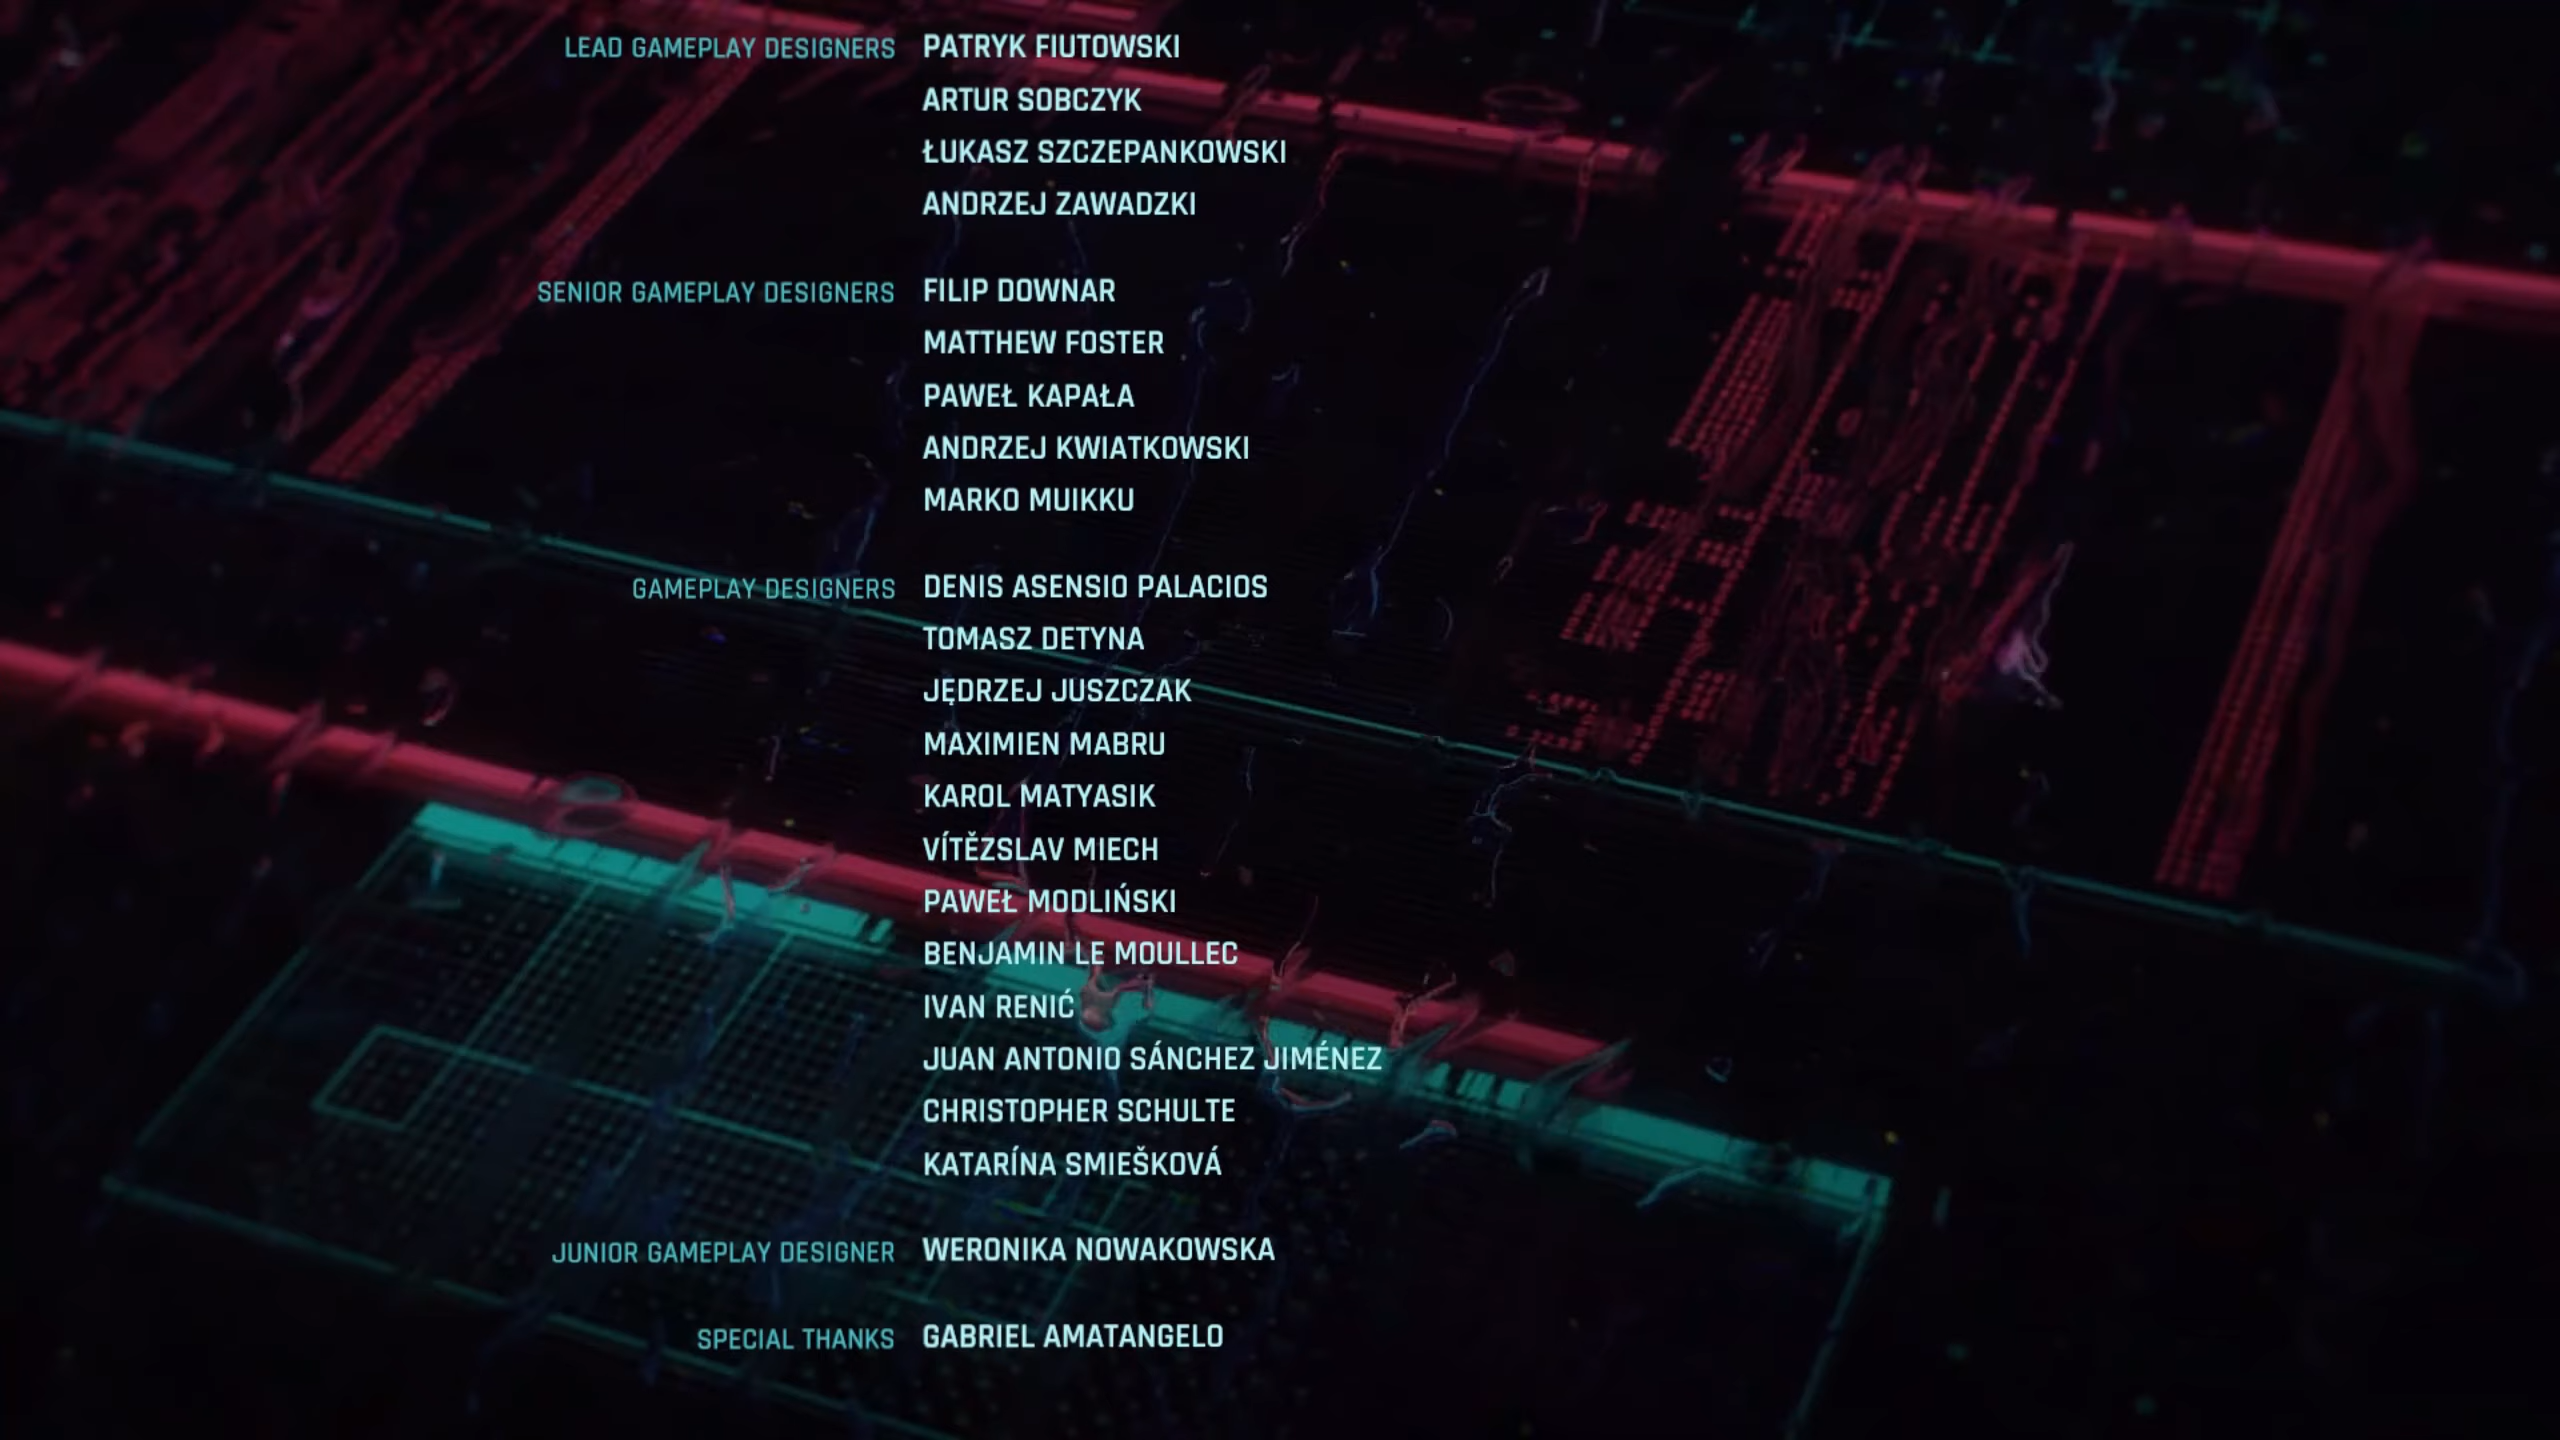 LEAD GAMEPLAY DESIGNERS PATRYK FIUTOWSKI
ARTUR SOBCZYK
ŁUKASZ SZCZEPANKOWSKI
ANDRZEJ ZAWADZKI
SENIOR GAMEPLAY DESIGNERS FILIP DOWNAR
MATTHEW FOSTER
PAWEŁ KAPAŁA
ANDRZEJ KWIATKOWSKI
MARKO MUIKKU
GAMEPLAY DESIGNERS DENIS ASENSIO PALACIOS
TOMASZ DETYNA
JĘDRZEJ JUSZCZAK
MAXIMIEN MABRU
KAROL MATYASIK
VÍTĚZSLAV MIECH
PAWEŁ MODLIŃSKI
BENJAMIN LE MOULLEC
IVAN RENIĆ
JUAN ANTONIO SÁNCHEZ JIMÉNEZ
CHRISTOPHER SCHULTE
KATARÍNA SMIEŠKOVÁ
JUNIOR GAMEPLAY DESIGNER WERONIKA NOWAKOWSKA
SPECIAL THANKS GABRIEL AMATANGELO